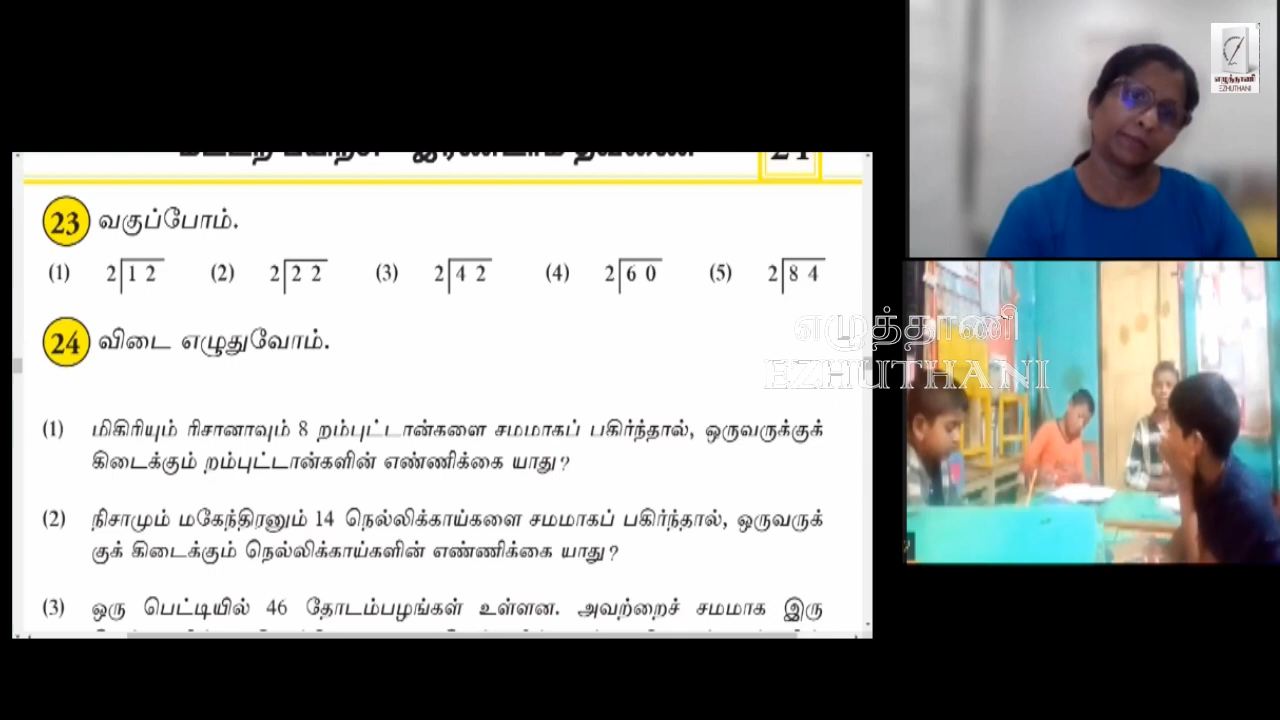 23 வகுப்போம்.
(1) 2 12 (2) 2 22 (3) 2 42 (4) 2 60 (5) 2 84
24 விடை எழுதுவோம்.
(1) மிகிரியும் ரிசானாவும் 8 றம்புட்டான்களை சமமாகப் பகிர்ந்தால், ஒருவருக்குக்
கிடைக்கும் றம்புட்டான்களின் எண்ணிக்கை யாது?
(2) நிசாமும் மகேந்திரனும் 14 நெல்லிக்காய்களை சமமாகப் பகிர்ந்தால், ஒருவருக்
குக் கிடைக்கும் நெல்லிக்காய்களின் எண்ணிக்கை யாது?
(3) ஒரு பெட்டியில் 46 தோடம்பழங்கள் உள்ளன. அவற்றைச் சமமாக இரு
எழுத்தாணி
EZHUTHANI
எழுத்தாணி
EZHUTHANI